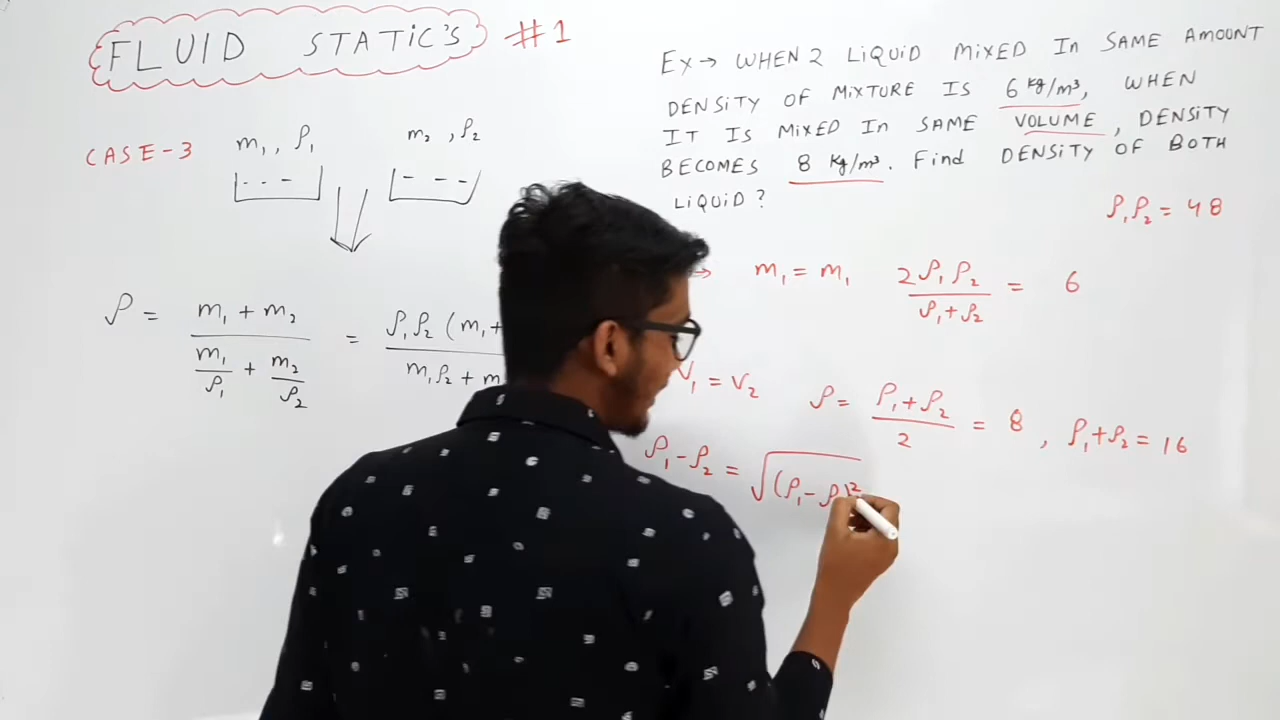 FLUID STATIC'S #1
CASE-3
m₁, ρ₁
m₂, ρ₂
ρ = (m₁ + m₂) / (m₁/ρ₁ + m₂/ρ₂) = ρ₁ρ₂ (m₁+ / m₁ρ₂ + m
Ex → WHEN 2 LIQUID MIXED IN SAME AMOUNT
DENSITY OF MIXTURE IS 6 kg/m³, WHEN
IT IS MIXED IN SAME VOLUME, DENSITY
BECOMES 8 kg/m³. Find DENSITY OF BOTH
LIQUID?
ρ₁ρ₂ = 48
→ m₁ = m₁ 2ρ₁ρ₂ / (ρ₁+ρ₂) = 6
V₁ = V₂ ρ = (ρ₁+ρ₂) / 2 = 8, ρ₁+ρ₂ = 16
ρ₁-ρ₂ = √(ρ₁-ρ)²